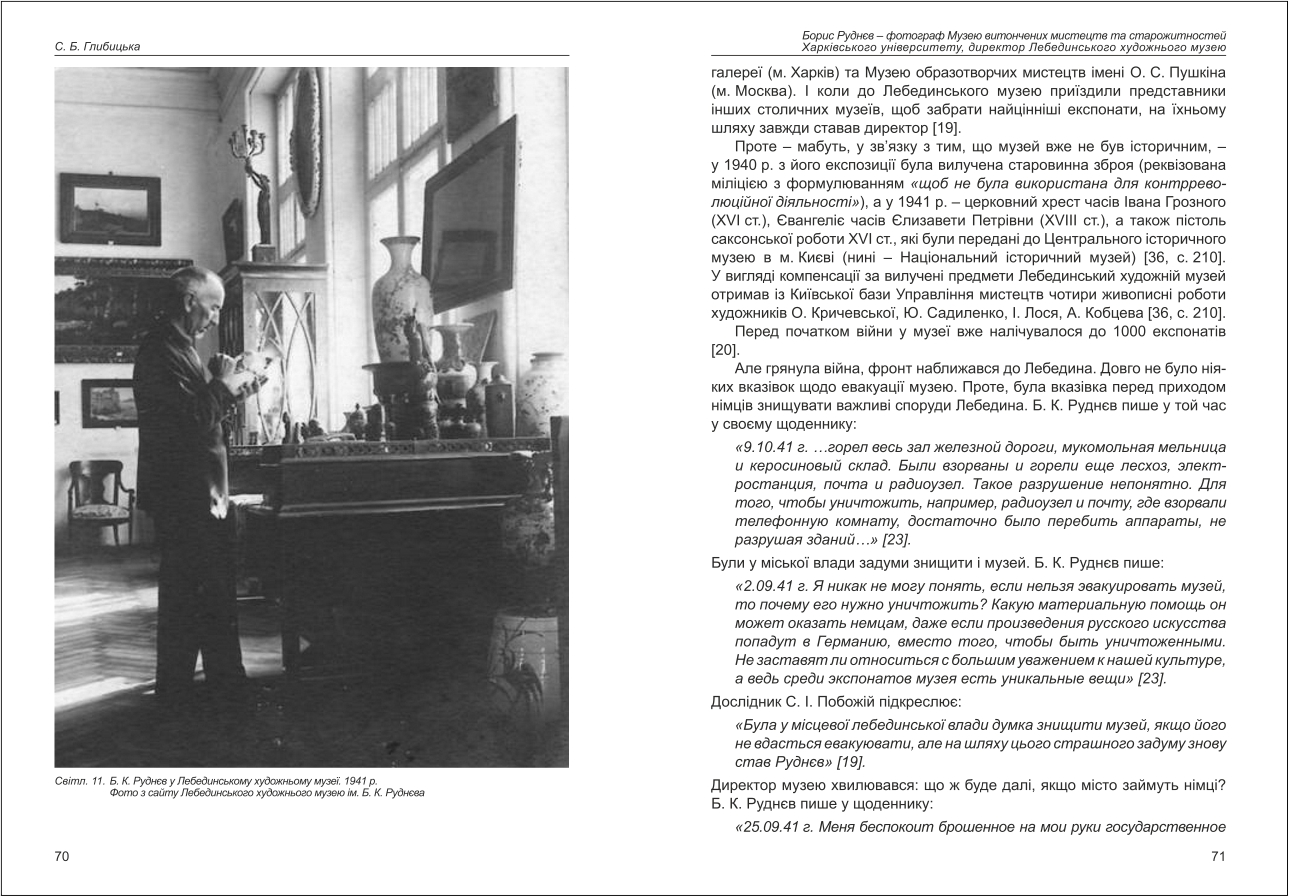 С. Б. Глибицька
Світл. 11. Б. К. Руднєв у Лебединському художньому музеї. 1941 р.
Фото з сайту Лебединського художнього музею ім. Б. К. Руднєва
70
Борис Руднєв – фотограф Музею витончених мистецтв та старожитностей
Харківського університету, директор Лебединського художнього музею
галереї (м. Харків) та Музею образотворчих мистецтв імені О. С. Пушкіна
(м. Москва). І коли до Лебединського музею приїздили представники
інших столичних музеїв, щоб забрати найцінніші експонати, на їхньому
шляху завжди ставав директор [19].
Проте – мабуть, у зв’язку з тим, що музей вже не був історичним, –
у 1940 р. з його експозиції була вилучена старовинна зброя (реквізована
міліцією з формулюванням «щоб не була використана для контррево-
люційної діяльності»), а у 1941 р. – церковний хрест часів Івана Грозного
(XVI ст.), Євангеліє часів Єлизавети Петрівни (XVIII ст.), а також пістоль
саксонської роботи XVI ст., які були передані до Центрального історичного
музею в м. Києві (нині – Національний історичний музей) [36, с. 210].
У вигляді компенсації за вилучені предмети Лебединський художній музей
отримав із Київської бази Управління мистецтв чотири живописні роботи
художників О. Кричевської, Ю. Садиленко, І. Лося, А. Кобцева [36, с. 210].
Перед початком війни у музеї вже налічувалося до 1000 експонатів
[20].
Але грянула війна, фронт наближався до Лебедина. Довго не було нія-
ких вказівок щодо евакуації музею. Проте, була вказівка перед приходом
німців знищувати важливі споруди Лебедина. Б. К. Руднєв пише у той час
у своєму щоденнику:
«9.10.41 г. …горел весь зал железной дороги, мукомольная мельница
и керосиновый склад. Были взорваны и горели еще лесхоз, элект-
ростанция, почта и радиоузел. Такое разрушение непонятно. Для
того, чтобы уничтожить, например, радиоузел и почту, где взорвали
телефонную комнату, достаточно было перебить аппараты, не
разрушая зданий…» [23].
Були у міської влади задуми знищити і музей. Б. К. Руднєв пише:
«2.09.41 г. Я никак не могу понять, если нельзя эвакуировать музей,
то почему его нужно уничтожить? Какую материальную помощь он
может оказать немцам, даже если произведения русского искусства
попадут в Германию, вместо того, чтобы быть уничтоженными.
Не заставят ли относиться с большим уважением к нашей культуре,
а ведь среди экспонатов музея есть уникальные вещи» [23].
Дослідник С. І. Побожій підкреслює:
«Була у місцевої лебединської влади думка знищити музей, якщо його
не вдасться евакуювати, але на шляху цього страшного задуму знову
став Руднєв» [19].
Директор музею хвилювався: що ж буде далі, якщо місто займуть німці?
Б. К. Руднєв пише у щоденнику:
«25.09.41 г. Меня беспокоит брошенное на мои руки государственное
71